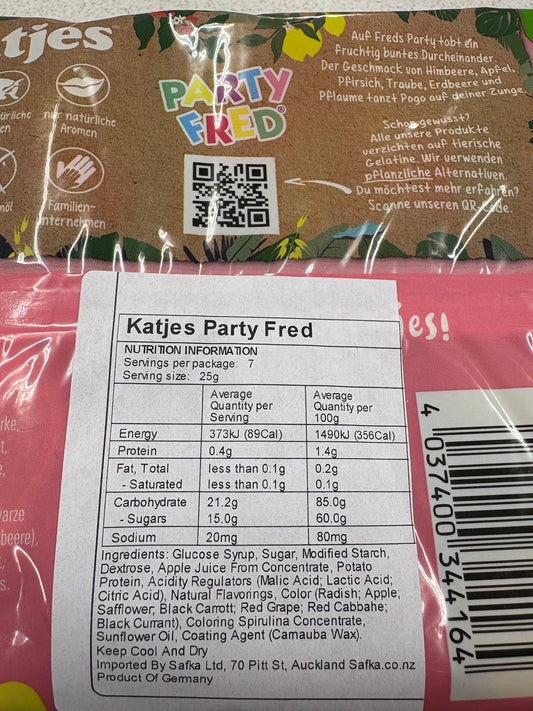 tjes
nur natürliche
Aromen
Familien-
unternehmen
PARTY
FRED®
Auf Freds Party tobt ein
fruchtig buntes Durcheinander.
Der Geschmack von Himbeere, Apfel,
Pfirsich, Traube, Erdbeere und
Pflaume tanzt Pogo auf deiner Zunge.
Schon gewusst?
Alle unsere Produkte
verzichten auf tierische
Gelatine. Wir verwenden
pflanzliche Alternativen.
Du möchtest mehr erfahren?
Scanne unseren QR-Code.
es!
Katjes Party Fred
NUTRITION INFORMATION
Servings per package: 7
Serving size: 25g
Average Quantity per Serving Average Quantity per 100g
Energy 373kJ (89Cal) 1490kJ (356Cal)
Protein 0.4g 1.4g
Fat, Total less than 0.1g 0.2g
- Saturated less than 0.1g 0.1g
Carbohydrate 21.2g 85.0g
- Sugars 15.0g 60.0g
Sodium 20mg 80mg
Ingredients: Glucose Syrup, Sugar, Modified Starch,
Dextrose, Apple Juice From Concentrate, Potato
Protein, Acidity Regulators (Malic Acid; Lactic Acid;
Citric Acid), Natural Flavorings, Color (Radish; Apple;
Safflower; Black Carrott; Red Grape; Red Cabbahe;
Black Currant), Coloring Spirulina Concentrate,
Sunflower Oil, Coating Agent (Carnauba Wax).
Keep Cool And Dry
Imported By Safka Ltd, 70 Pitt St, Auckland Safka.co.nz
Product Of Germany
4 037400 344164